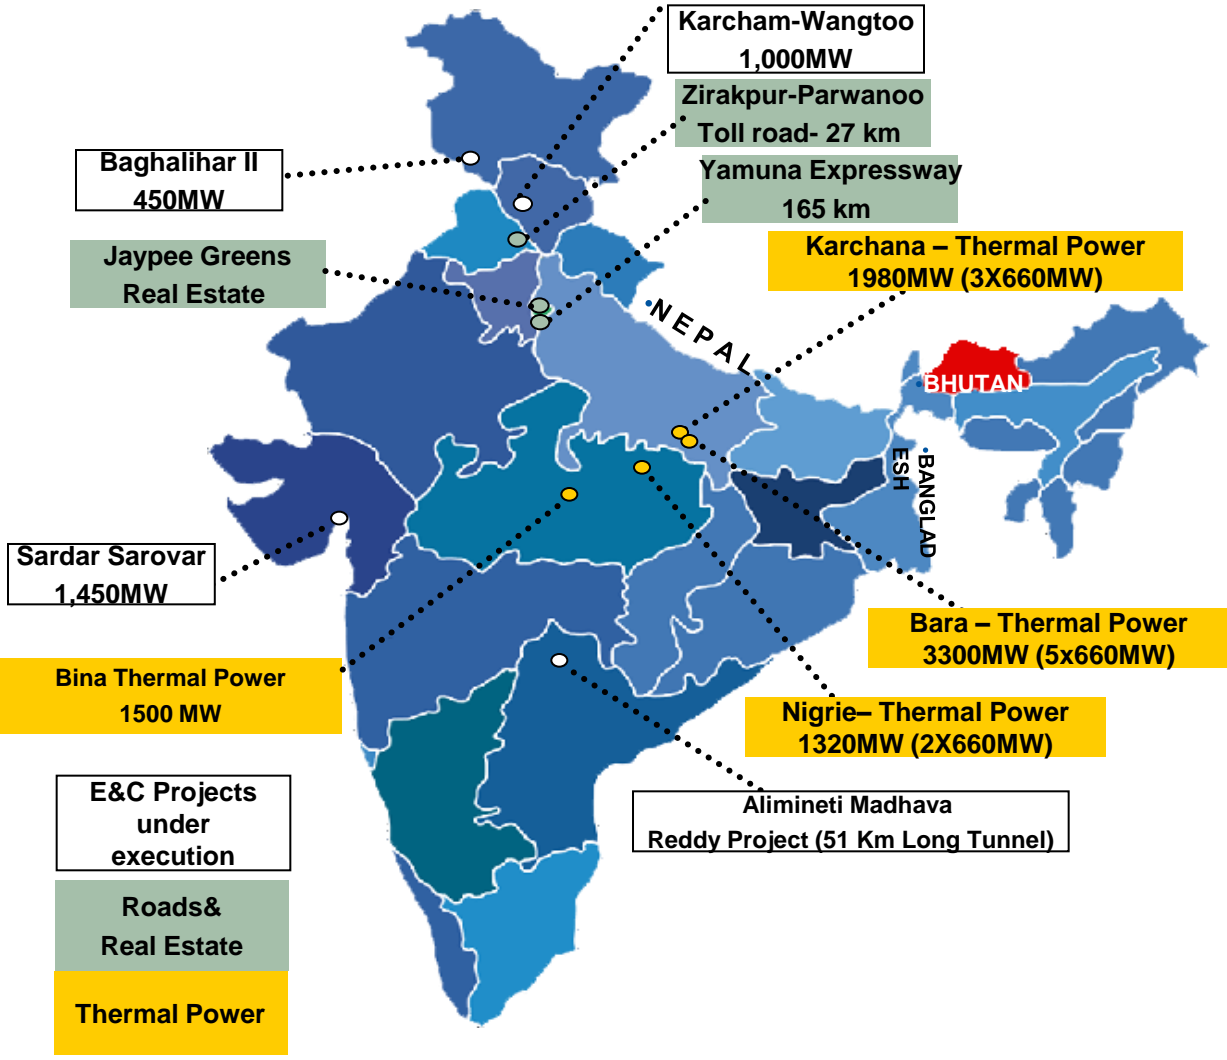 Karcham-Wangtoo
1,000MW
Zirakpur-Parwanoo
Toll road- 27 km
Baghalihar II
450MW
Yamuna Expressway
165 km
Jaypee Greens
Real Estate
Karchana – Thermal Power
1980MW (3X660MW)
NEPAL
BHUTAN
BANGLAD
ESH
Sardar Sarovar
1,450MW
Bara – Thermal Power
3300MW (5x660MW)
Bina Thermal Power
1500 MW
Nigrie– Thermal Power
1320MW (2X660MW)
Alimineti Madhava
Reddy Project (51 Km Long Tunnel)
E&C Projects
under
execution
Roads&
Real Estate
Thermal Power